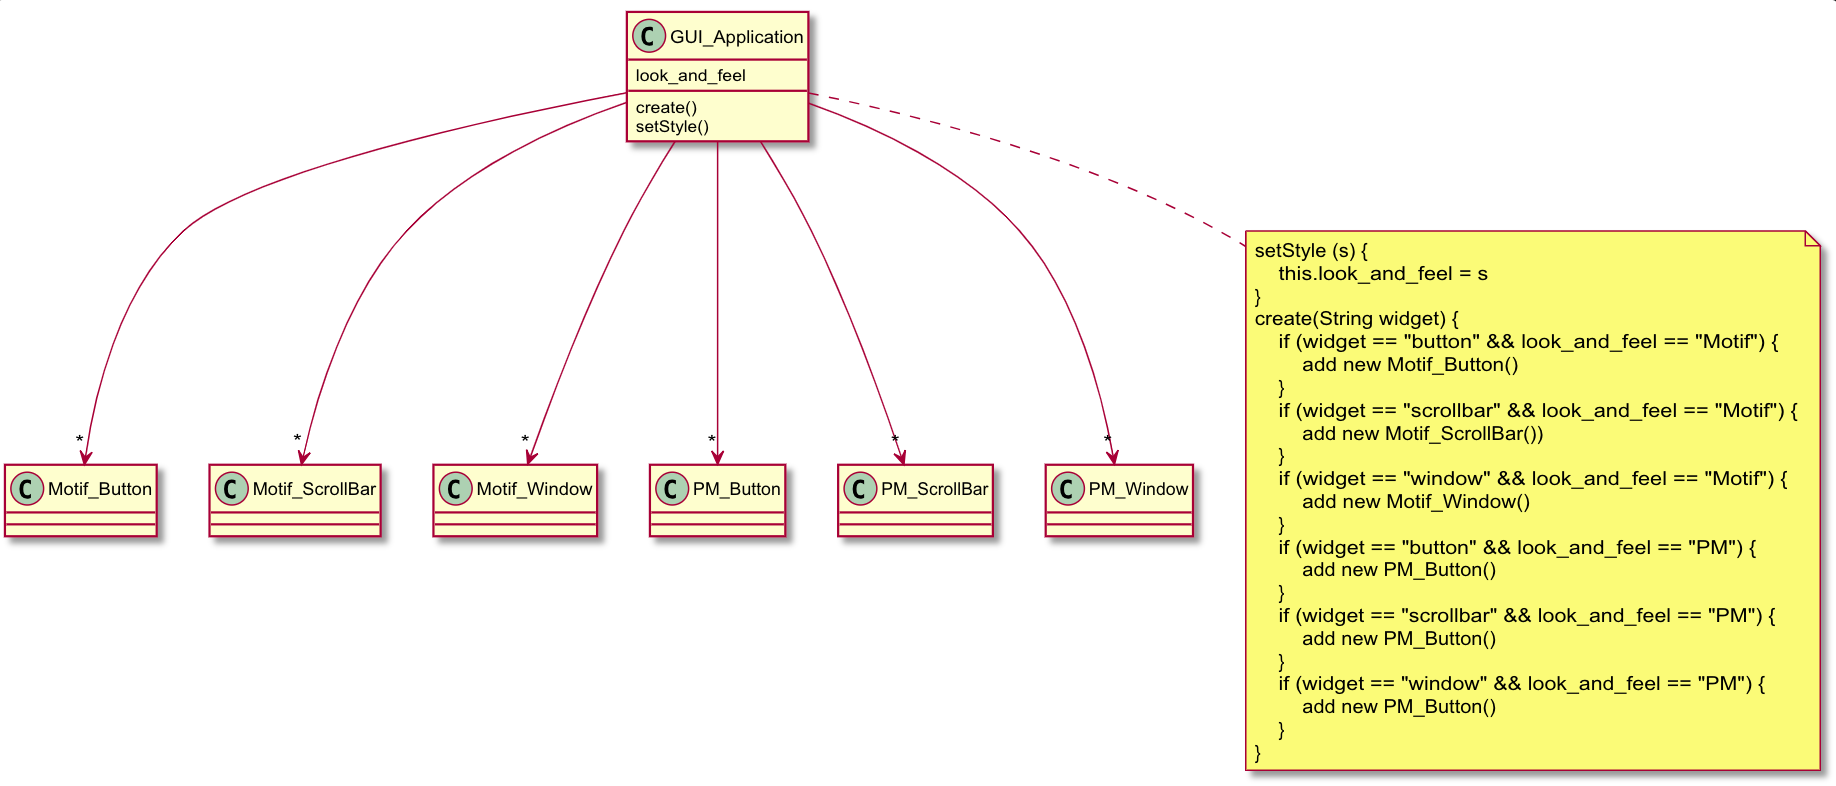 C GUI_Application
look_and_feel
create()
setStyle()
* * * * * *
C Motif_Button
C Motif_ScrollBar
C Motif_Window
C PM_Button
C PM_ScrollBar
C PM_Window
setStyle (s) {
this.look_and_feel = s
}
create(String widget) {
if (widget == "button" && look_and_feel == "Motif") {
add new Motif_Button()
}
if (widget == "scrollbar" && look_and_feel == "Motif") {
add new Motif_ScrollBar())
}
if (widget == "window" && look_and_feel == "Motif") {
add new Motif_Window()
}
if (widget == "button" && look_and_feel == "PM") {
add new PM_Button()
}
if (widget == "scrollbar" && look_and_feel == "PM") {
add new PM_Button()
}
if (widget == "window" && look_and_feel == "PM") {
add new PM_Button()
}
}